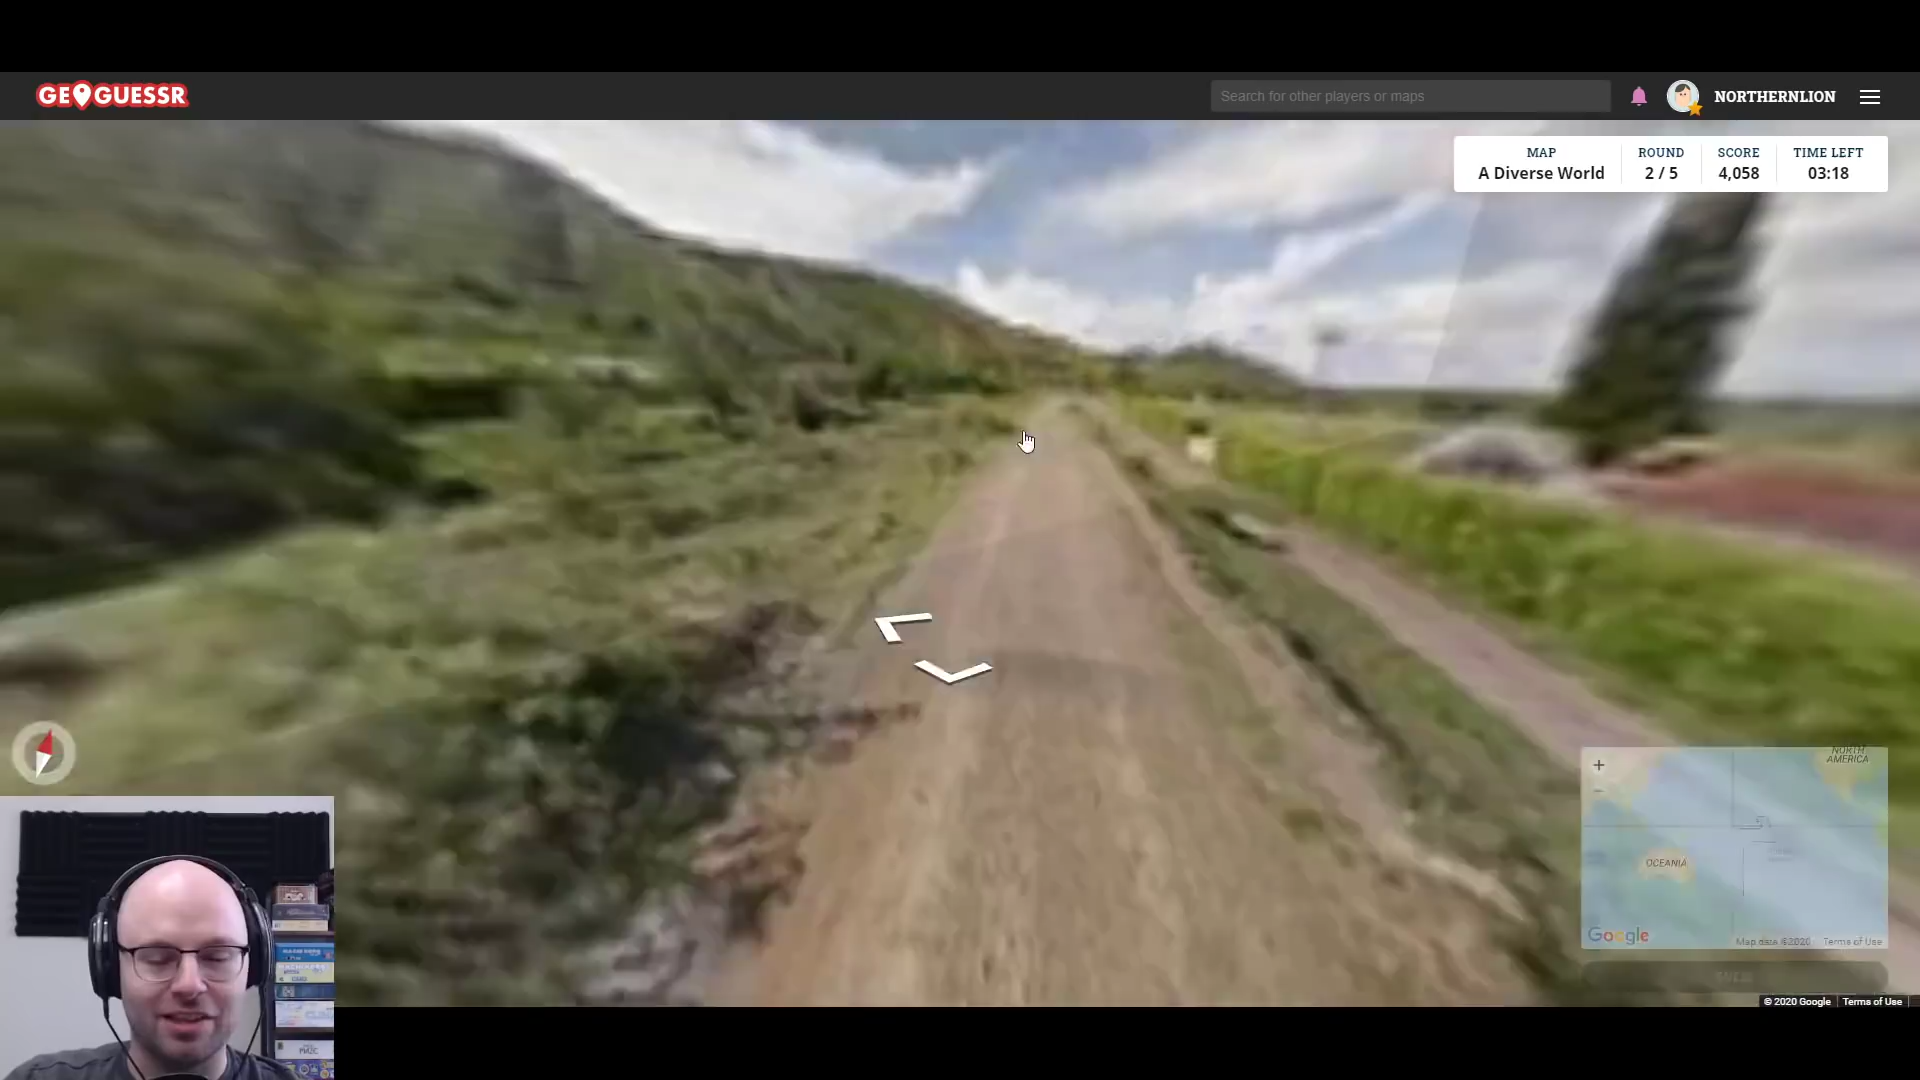 GEOGUESSR
Search for other players or maps
NORTHERNLION
MAP
A Diverse World
ROUND
2 / 5
SCORE
4,058
TIME LEFT
03:18
NORTH
AMERICA
+
OCEANIA
Google
Map data ©2020
Terms of Use
© 2020 Google
Terms of Use